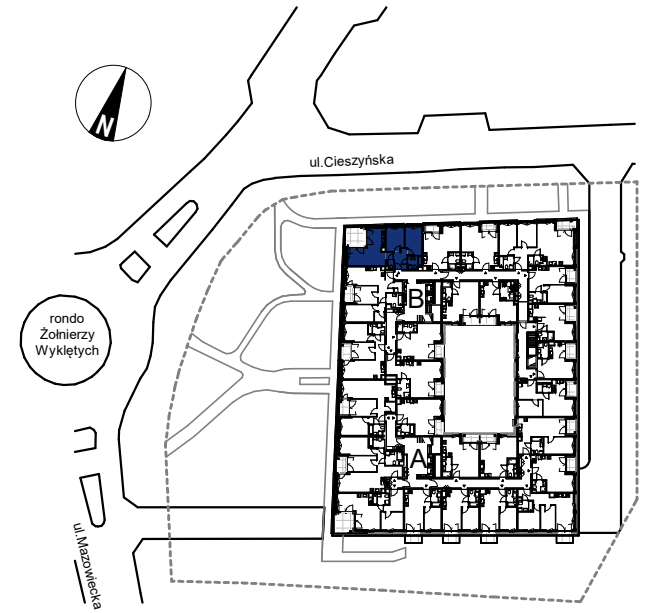 N
ul.Cieszyńska
B
rondo
Żołnierzy
Wyklętych
A
ul.Mazowiecka